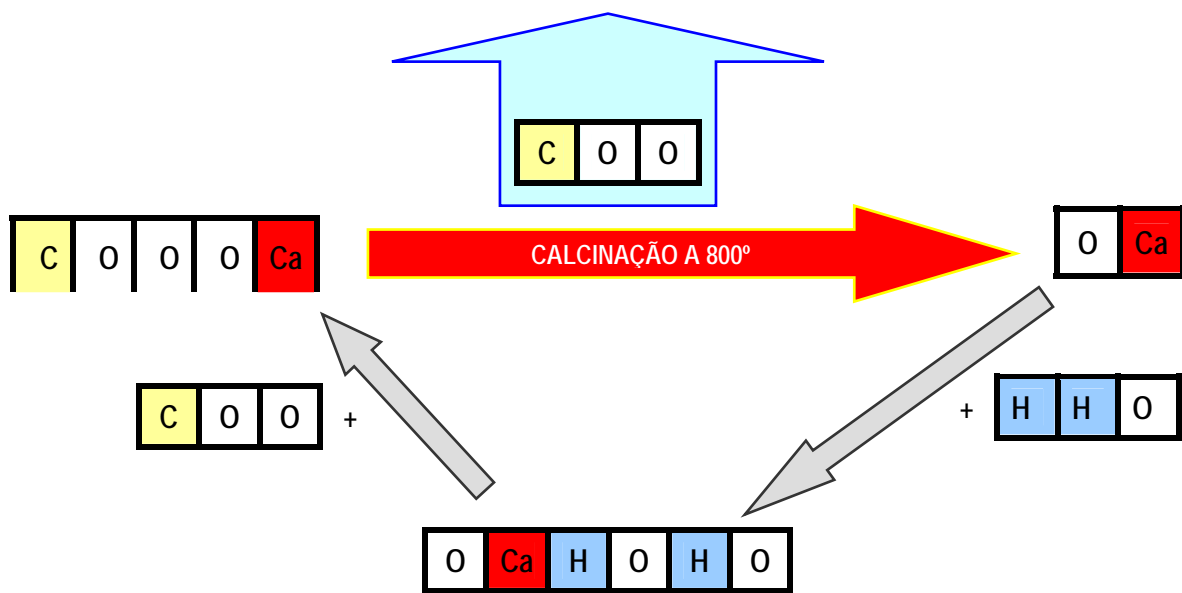 C O O
C O O O Ca
CALCINAÇÃO A 800º
O Ca
C O O +
+ H H O
O Ca H O H O